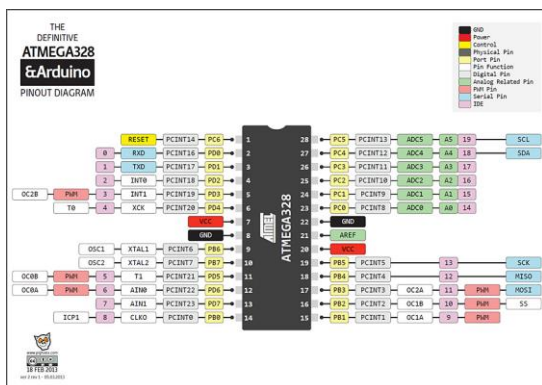 THE
DEFINITIVE
ATMEGA328
&Arduino
PINOUT DIAGRAM
GND
Power
Control
Physical Pin
Port Pin
Pin Function
Digital Pin
Analog Related Pin
PWM Pin
Serial Pin
IDE
RESET PCINT14 PC6 1
0 RXD PCINT16 PD0 2
1 TXD PCINT17 PD1 3
2 INT0 PCINT18 PD2 4
OC2B PWM 3 INT1 PCINT19 PD3 5
T0 4 XCK PCINT20 PD4 6
VCC 7
GND 8
OSC1 XTAL1 PCINT6 PB6 9
OSC2 XTAL2 PCINT7 PB7 10
OC0B PWM 5 T1 PCINT21 PD5 11
OC0A PWM 6 AIN0 PCINT22 PD6 12
7 AIN1 PCINT23 PD7 13
ICP1 8 CLKO PCINT0 PB0 14
ATMEL
ATMEGA328
28 PC5 PCINT13 ADC5 A5 19 SCL
27 PC4 PCINT12 ADC4 A4 18 SDA
26 PC3 PCINT11 ADC3 A3 17
25 PC2 PCINT10 ADC2 A2 16
24 PC1 PCINT9 ADC1 A1 15
23 PC0 PCINT8 ADC0 A0 14
22 GND
21 AREF
20 VCC
19 PB5 PCINT5 13 SCK
18 PB4 PCINT4 12 MISO
17 PB3 PCINT3 OC2A 11 PWM MOSI
16 PB2 PCINT2 OC1B 10 PWM SS
15 PB1 PCINT1 OC1A 9 PWM
18 FEB 2013